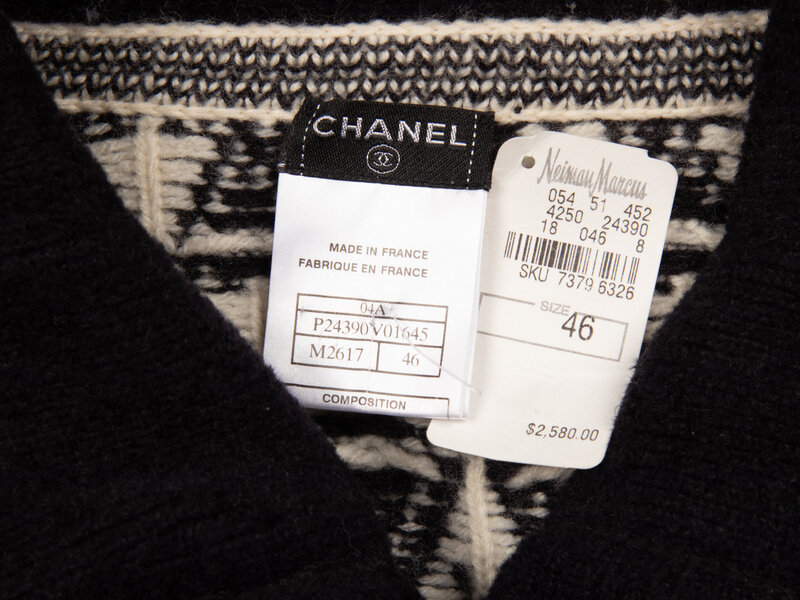 CHANEL
MADE IN FRANCE
FABRIQUE EN FRANCE
04A
P24390V01645
M2617 46
COMPOSITION
Neiman Marcus
054 51 452
4250 24390
18 046 8
SKU 7379 6326
SIZE
46
$2,580.00